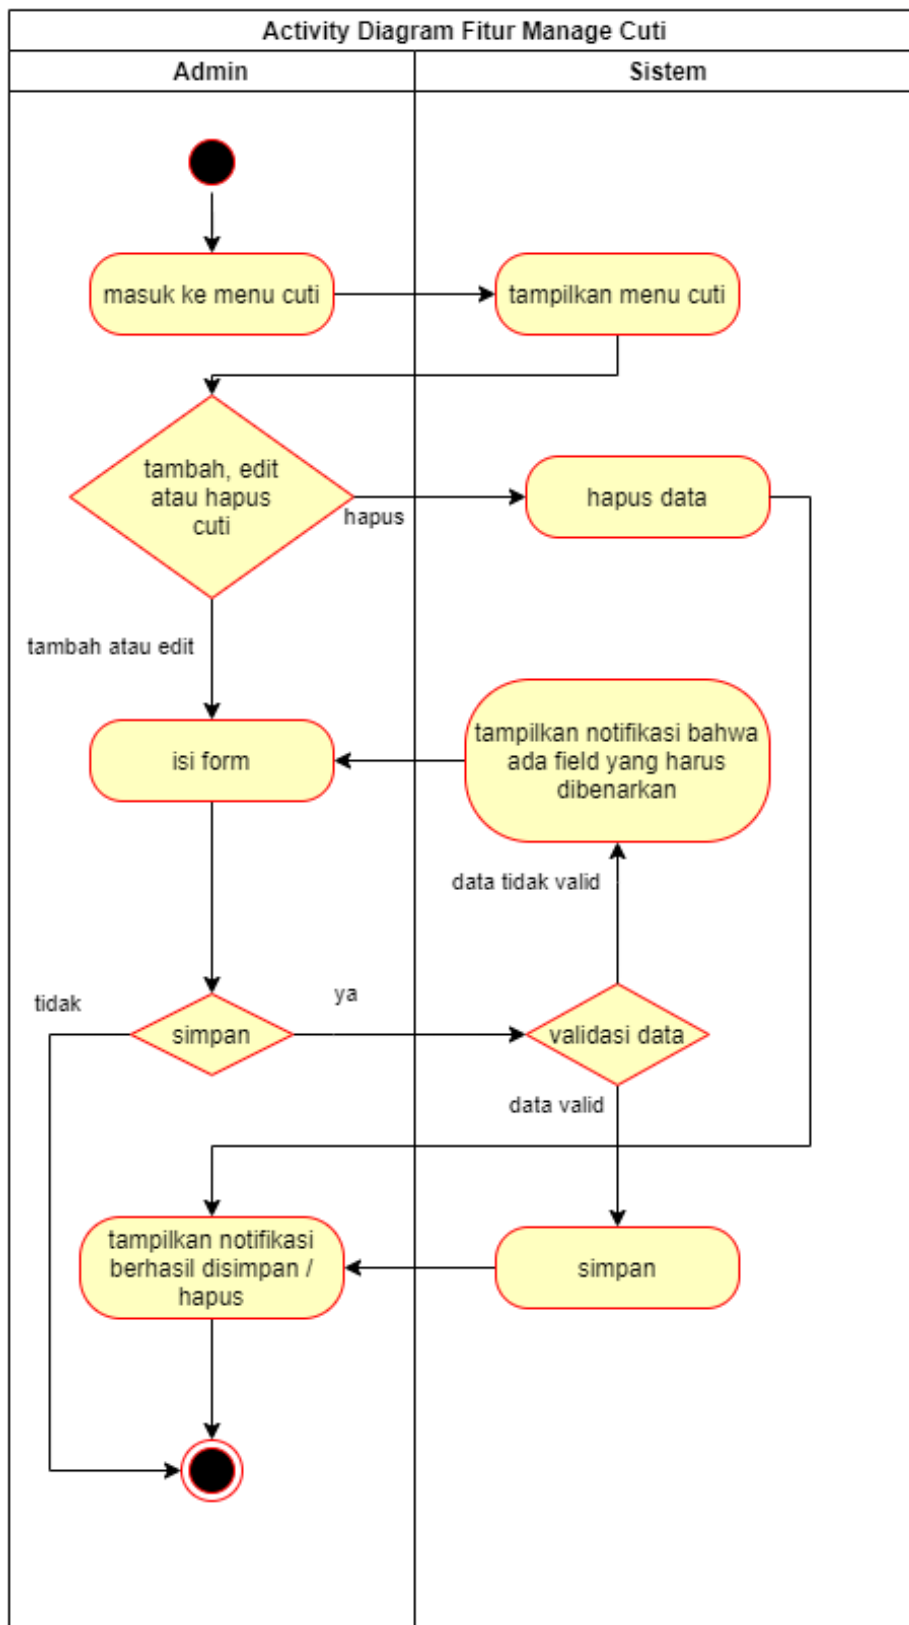 Activity Diagram Fitur Manage Cuti
Admin
Sistem
masuk ke menu cuti
tampilkan menu cuti
tambah, edit
atau hapus
cuti
hapus
hapus data
tambah atau edit
isi form
tampilkan notifikasi bahwa
ada field yang harus
dibenarkan
data tidak valid
tidak
simpan
ya
validasi data
data valid
tampilkan notifikasi
berhasil disimpan /
hapus
simpan